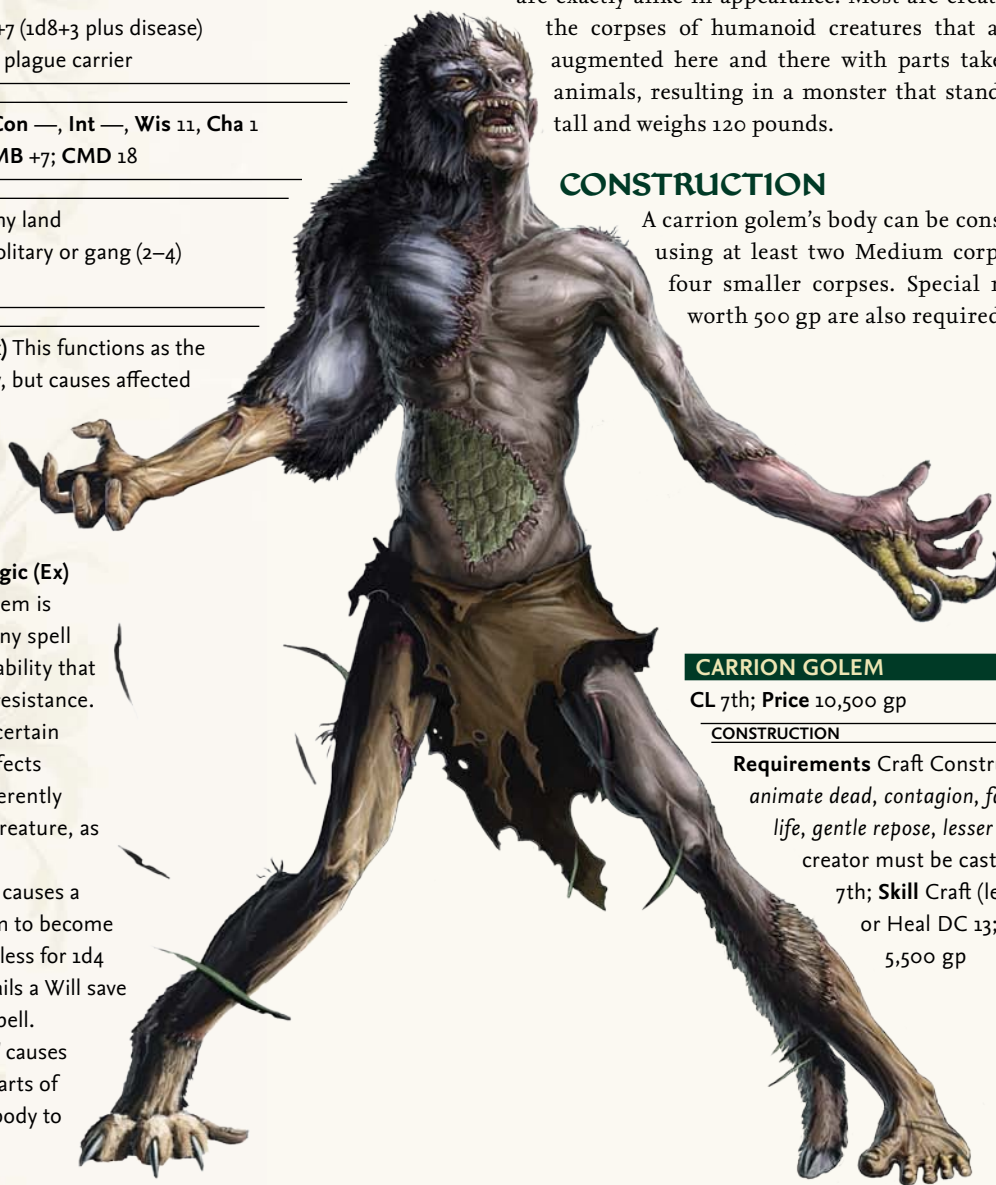 +7 (1d8+3 plus disease)
plague carrier
Con —, Int —, Wis 11, Cha 1
MB +7; CMD 18
ny land
olitary or gang (2–4)
) This functions as the
, but causes affected
gic (Ex)
em is
ny spell
ability that
esistance.
certain
fects
erently
reature, as
causes a
m to become
less for 1d4
ils a Will save
pell.
causes
arts of
body to
are exactly alike in appearance. Most are creat
the corpses of humanoid creatures that a
augmented here and there with parts take
animals, resulting in a monster that stand
tall and weighs 120 pounds.
CONSTRUCTION
A carrion golem's body can be cons
using at least two Medium corp
four smaller corpses. Special
worth 500 gp are also required
CARRION GOLEM
CL 7th; Price 10,500 gp
CONSTRUCTION
Requirements Craft Constr
animate dead, contagion, fa
life, gentle repose, lesser
creator must be cast
7th; Skill Craft (le
or Heal DC 13;
5,500 gp